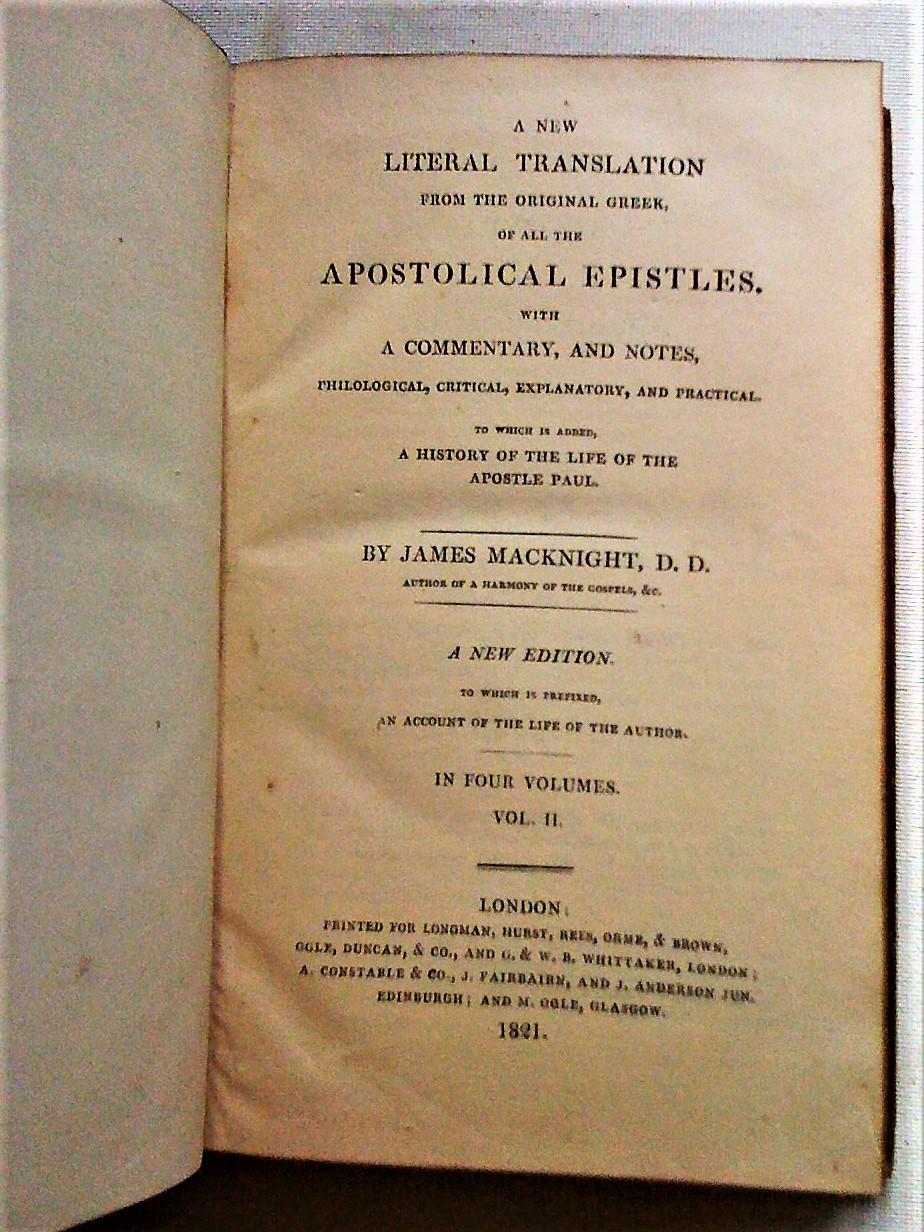 A NEW
LITERAL TRANSLATION
FROM THE ORIGINAL GREEK,
OF ALL THE
APOSTOLICAL EPISTLES.
WITH
A COMMENTARY, AND NOTES,
PHILOLOGICAL, CRITICAL, EXPLANATORY, AND PRACTICAL.
TO WHICH IS ADDED,
A HISTORY OF THE LIFE OF THE
APOSTLE PAUL.
BY JAMES MACKNIGHT, D. D.
AUTHOR OF A HARMONY OF THE GOSPELS, &c.
A NEW EDITION.
TO WHICH IS PREFIXED,
AN ACCOUNT OF THE LIFE OF THE AUTHOR.
IN FOUR VOLUMES.
VOL. II.
LONDON:
PRINTED FOR LONGMAN, HURST, REES, ORME, & BROWN,
OGLE, DUNCAN, & CO., AND G. & W. B. WHITTAKER, LONDON;
A. CONSTABLE & CO., J. FAIRBAIRN, AND J. ANDERSON JUN.
EDINBURGH; AND M. OGLE, GLASGOW.
1821.